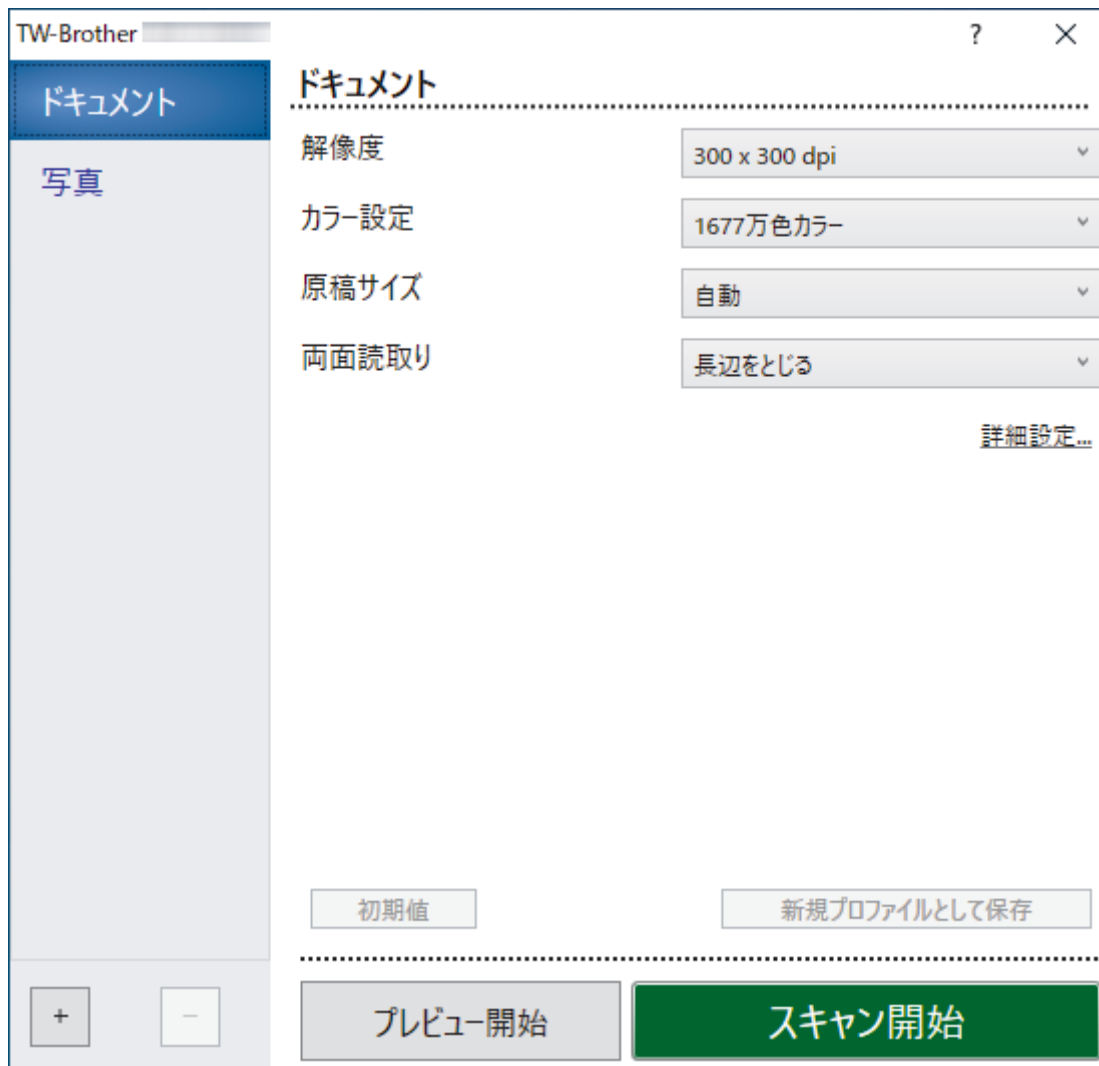 TW-Brother
? ×
ドキュメント
写真
ドキュメント
解像度
300 x 300 dpi
カラー設定
1677万色カラー
原稿サイズ
自動
両面読取り
長辺をとじる
詳細設定...
初期値
新規プロファイルとして保存
+ −
プレビュー開始
スキャン開始